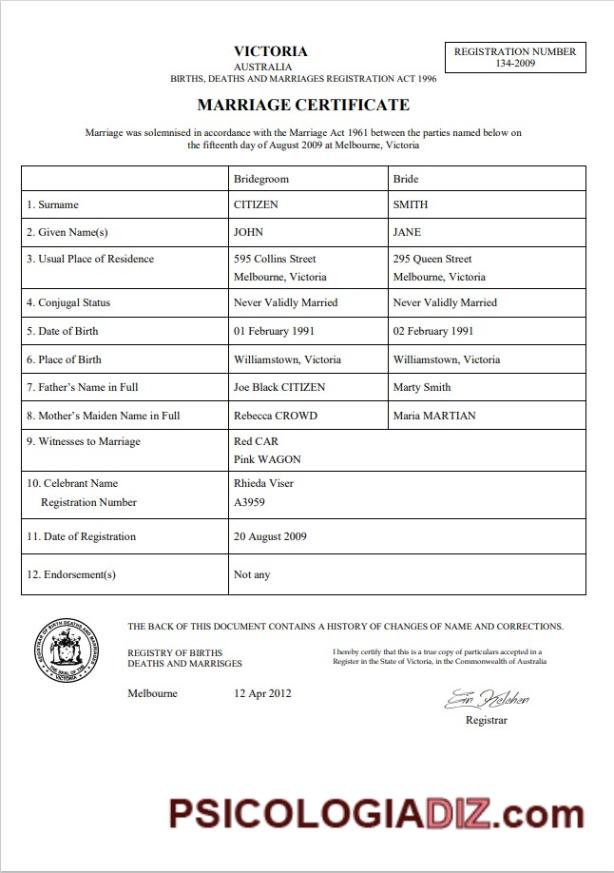 VICTORIA
AUSTRALIA
BIRTHS, DEATHS AND MARRIAGES REGISTRATION ACT 1996
REGISTRATION NUMBER
134-2009
MARRIAGE CERTIFICATE
Marriage was solemnised in accordance with the Marriage Act 1961 between the parties named below on
the fifteenth day of August 2009 at Melbourne, Victoria
Bridegroom Bride
1. Surname CITIZEN SMITH
2. Given Name(s) JOHN JANE
3. Usual Place of Residence 595 Collins Street 295 Queen Street
Melbourne, Victoria Melbourne, Victoria
4. Conjugal Status Never Validly Married Never Validly Married
5. Date of Birth 01 February 1991 02 February 1991
6. Place of Birth Williamstown, Victoria Williamstown, Victoria
7. Father's Name in Full Joe Black CITIZEN Marty Smith
8. Mother's Maiden Name in Full Rebecca CROWD Maria MARTIAN
9. Witnesses to Marriage Red CAR
Pink WAGON
10. Celebrant Name Rhieda Viser
Registration Number A3959
11. Date of Registration 20 August 2009
12. Endorsement(s) Not any
THE BACK OF THIS DOCUMENT CONTAINS A HISTORY OF CHANGES OF NAME AND CORRECTIONS.
REGISTRAR OF BIRTH DEATHS AND MARRIAGES
THE SEAL OF THE
VICTORIA
REGISTRY OF BIRTHS
DEATHS AND MARRISGES
I hereby certify that this is a true copy of particulars accepted in a
Register in the State of Victoria, in the Commonwealth of Australia
Melbourne 12 Apr 2012
Registrar
PSICOLOGIADIZ.com